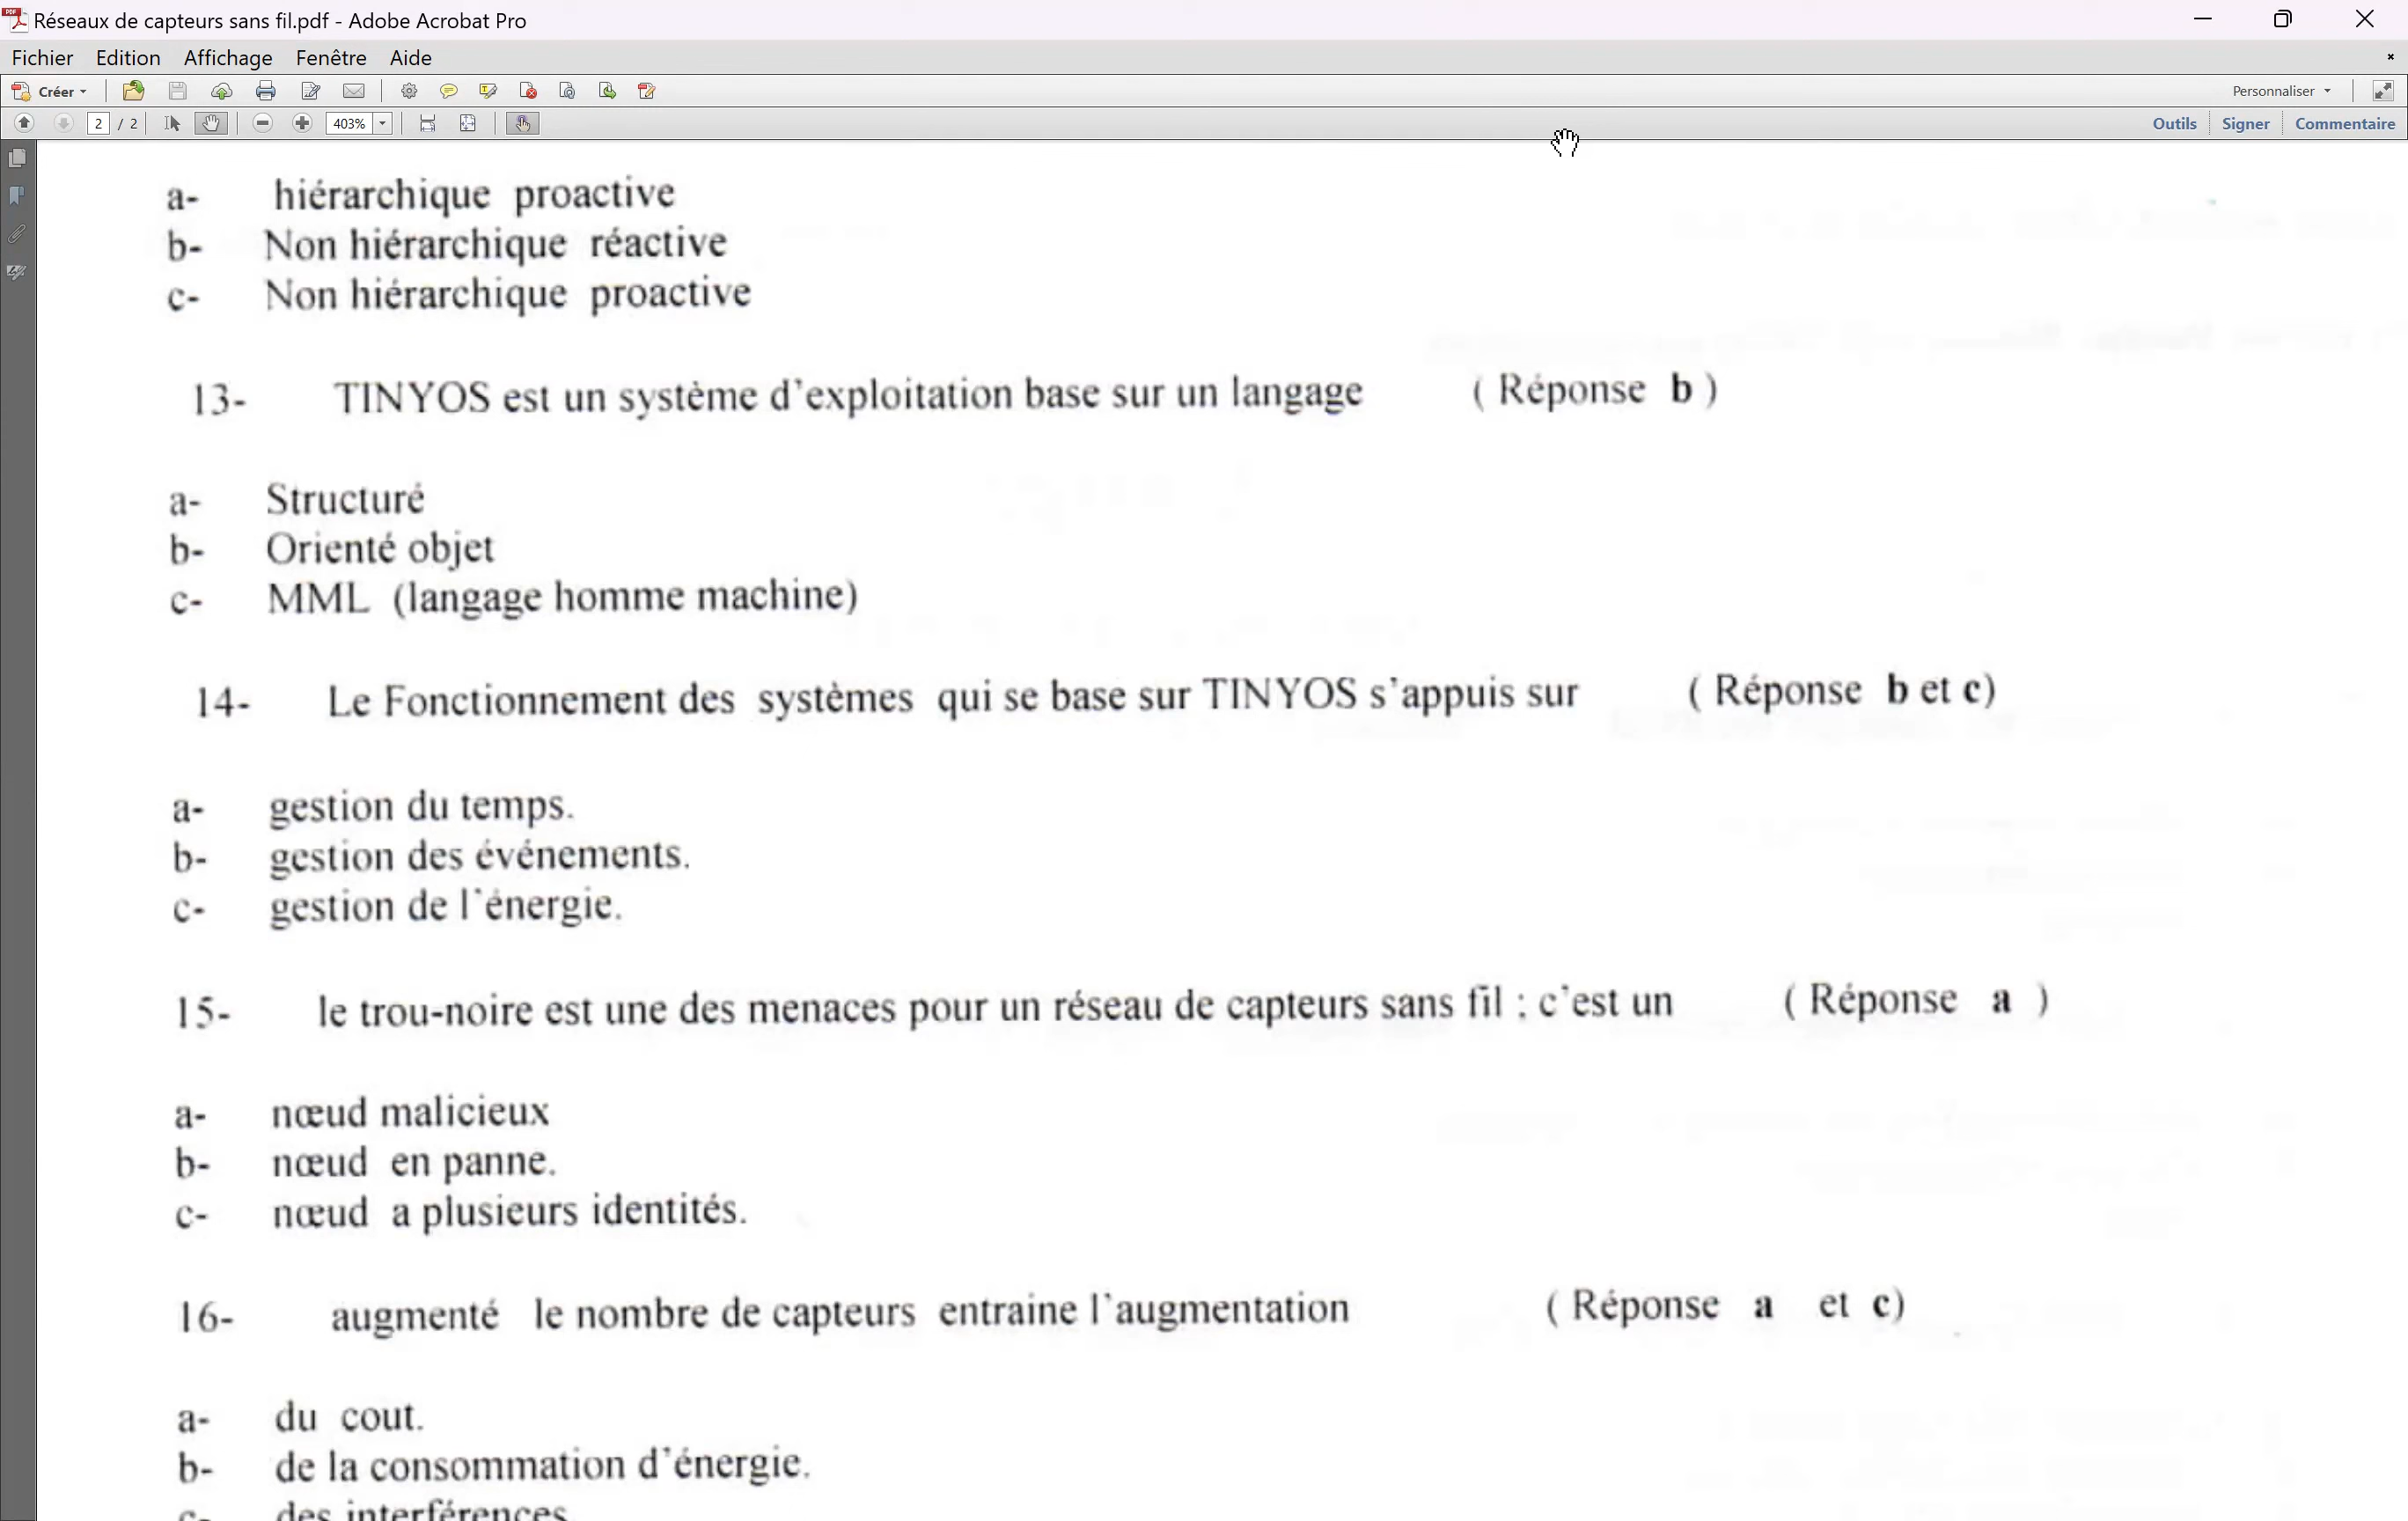 Réseaux de capteurs sans fil.pdf - Adobe Acrobat Pro
Fichier Edition Affichage Fenêtre Aide
Créer Personnaliser
2 / 2 403% Outils Signer Commentaire
a- hiérarchique proactive
b- Non hiérarchique réactive
c- Non hiérarchique proactive
13- TINYOS est un système d'exploitation base sur un langage ( Réponse b )
a- Structuré
b- Orienté objet
c- MML (langage homme machine)
14- Le Fonctionnement des systèmes qui se base sur TINYOS s'appuis sur ( Réponse b et c)
a- gestion du temps.
b- gestion des événements.
c- gestion de l'énergie.
15- le trou-noire est une des menaces pour un réseau de capteurs sans fil : c'est un ( Réponse a )
a- nœud malicieux
b- nœud en panne.
c- nœud a plusieurs identités.
16- augmenté le nombre de capteurs entraine l'augmentation ( Réponse a et c)
a- du cout.
b- de la consommation d'énergie.
c- des interférences